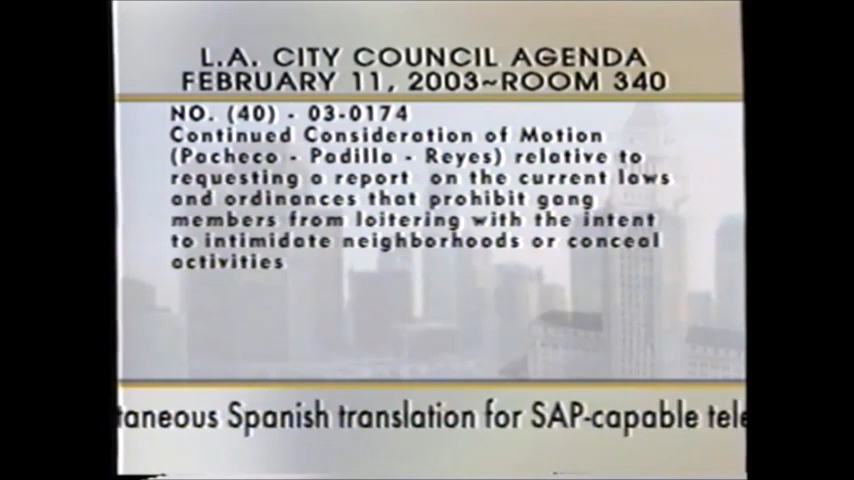 L.A. CITY COUNCIL AGENDA
FEBRUARY 11, 2003~ROOM 340
NO. (40) - 03-0174
Continued Consideration of Motion
(Pacheco - Padilla - Reyes) relative to
requesting a report on the current laws
and ordinances that prohibit gang
members from loitering with the intent
to intimidate neighborhoods or conceal
activities
taneous Spanish translation for SAP-capable tele